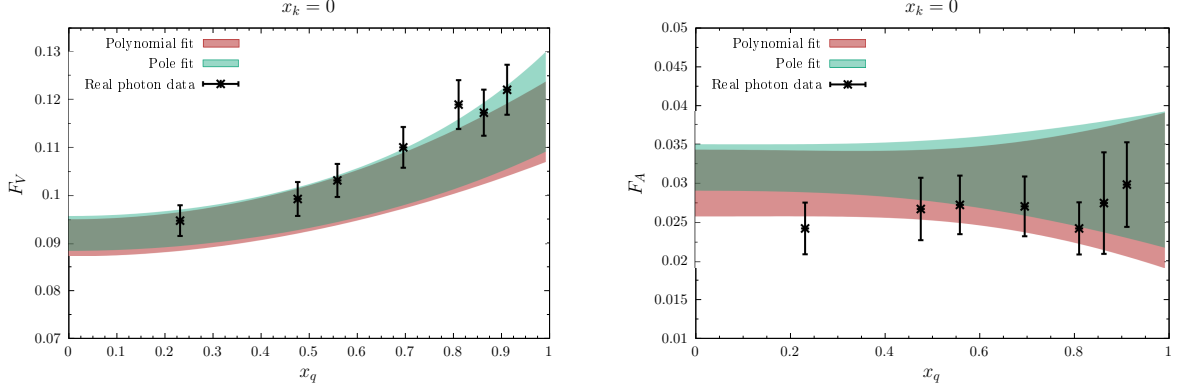 x_k = 0
Polynomial fit
Pole fit
Real photon data
F_V
0.13
0.12
0.11
0.1
0.09
0.08
0.07
0 0.1 0.2 0.3 0.4 0.5 0.6 0.7 0.8 0.9 1
x_q
x_k = 0
Polynomial fit
Pole fit
Real photon data
F_A
0.05
0.045
0.04
0.035
0.03
0.025
0.02
0.015
0.01
0 0.2 0.4 0.6 0.8 1
x_q